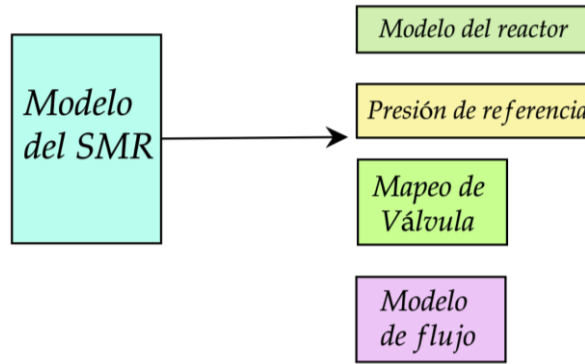 Modelo
del SMR
Modelo del reactor
Presión de referencia
Mapeo de
Válvula
Modelo
de flujo